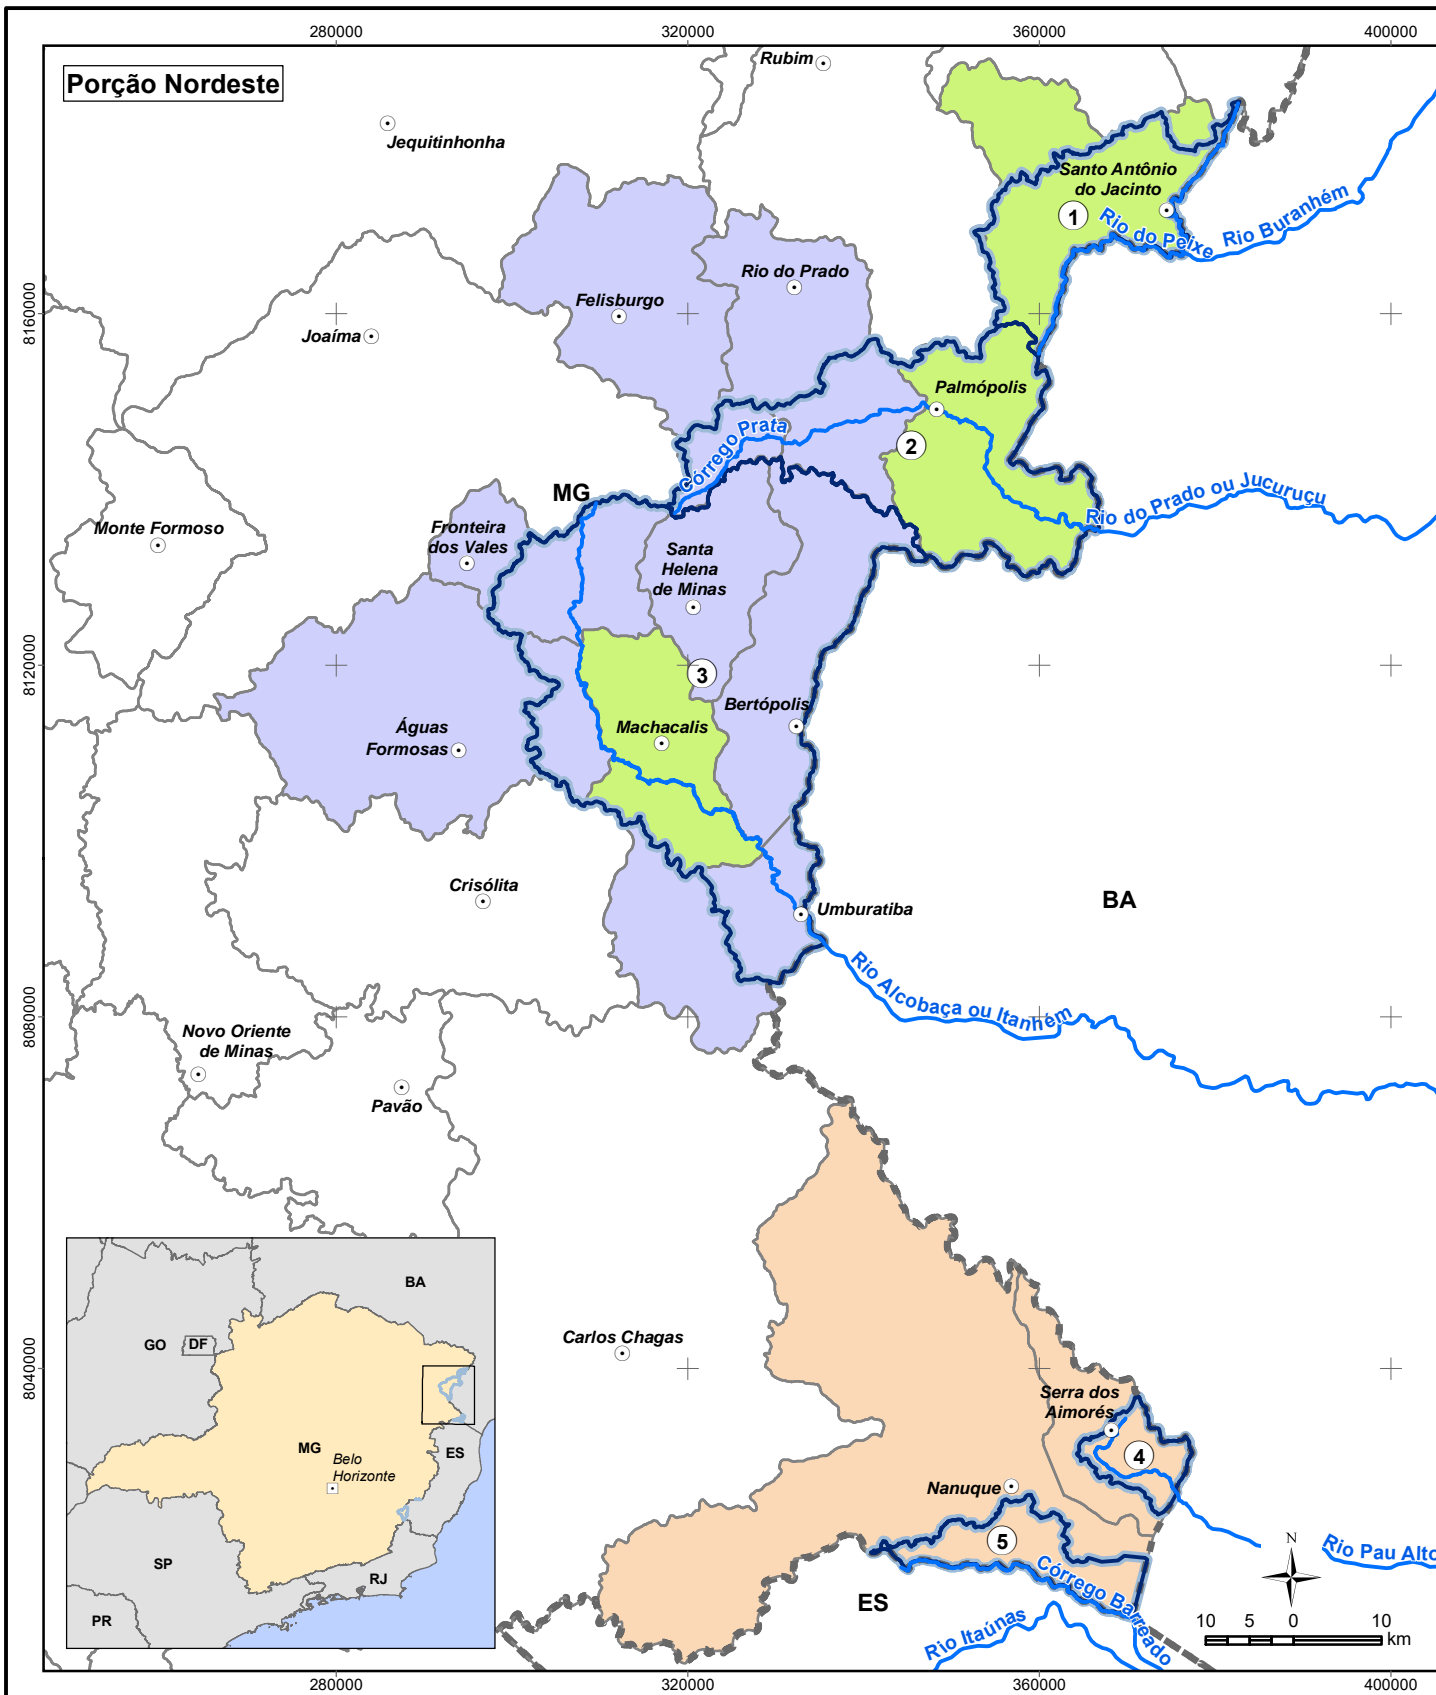 280000
320000
360000
400000
Porção Nordeste
Rubim
Jequitinhonha
Santo Antônio
do Jacinto
1
Rio do Peixe
Rio Buranhém
Rio do Prado
Felisburgo
8160000
Joaíma
Palmópolis
Córrego Prata
2
MG
Rio do Prado ou Jucuruçu
Monte Formoso
Fronteira
dos Vales
Santa
Helena
de Minas
8120000
3
Bertópolis
Águas
Formosas
Machacalis
Crisólita
BA
Umburatiba
Rio Alcobaça ou Itanhém
8080000
Novo Oriente
de Minas
Pavão
BA
GO
DF
Carlos Chagas
8040000
Serra dos
Aimorés
MG
Belo
Horizonte
ES
4
Nanuque
5
Rio Pau Alto
N
SP
RJ
Córrego Barreado
ES
PR
Rio Itaúnas
10 5 0 10
km
280000
320000
360000
400000